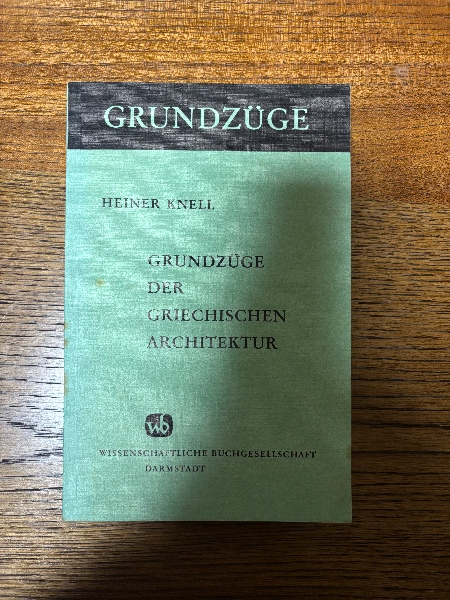 GRUNDZÜGE
HEINER KNELL
GRUNDZÜGE
DER
GRIECHISCHEN
ARCHITEKTUR
wb
WISSENSCHAFTLICHE BUCHGESELLSCHAFT
DARMSTADT